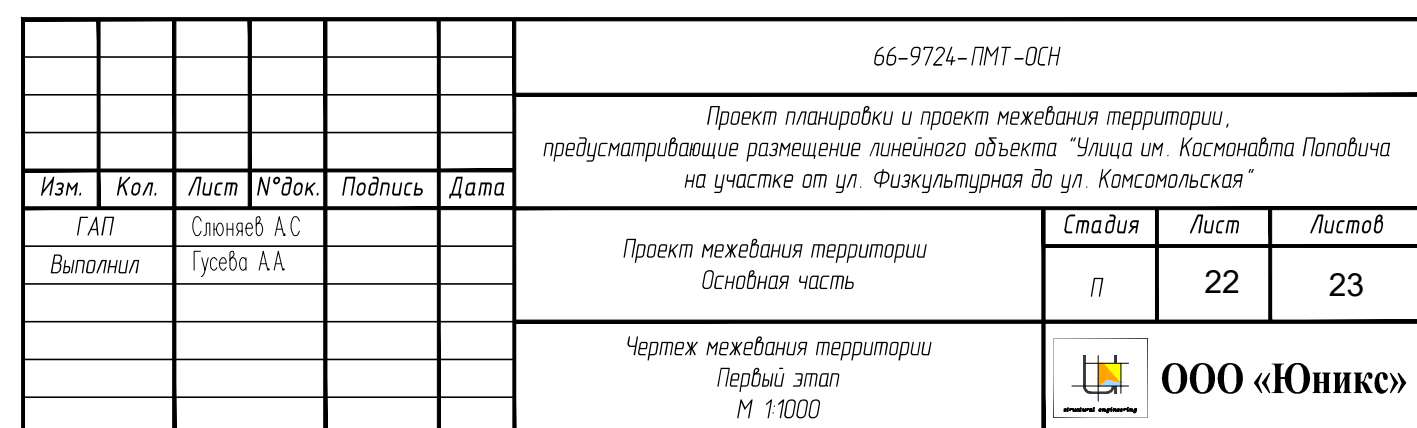 66-9724-ПМТ-ОСН
Проект планировки и проект межевания территории,
предусматривающие размещение линейного объекта "Улица им. Космонавта Поповича
на участке от ул. Физкультурная до ул. Комсомольская"
Изм. Кол. Лист N°док. Подпись Дата
ГАП Слюняев А.С
Выполнил Гусева А.А.
Проект межевания территории
Основная часть
Стадия Лист Листов
П 22 23
Чертеж межевания территории
Первый этап
М 1:1000
structural engineering
ООО «Юникс»